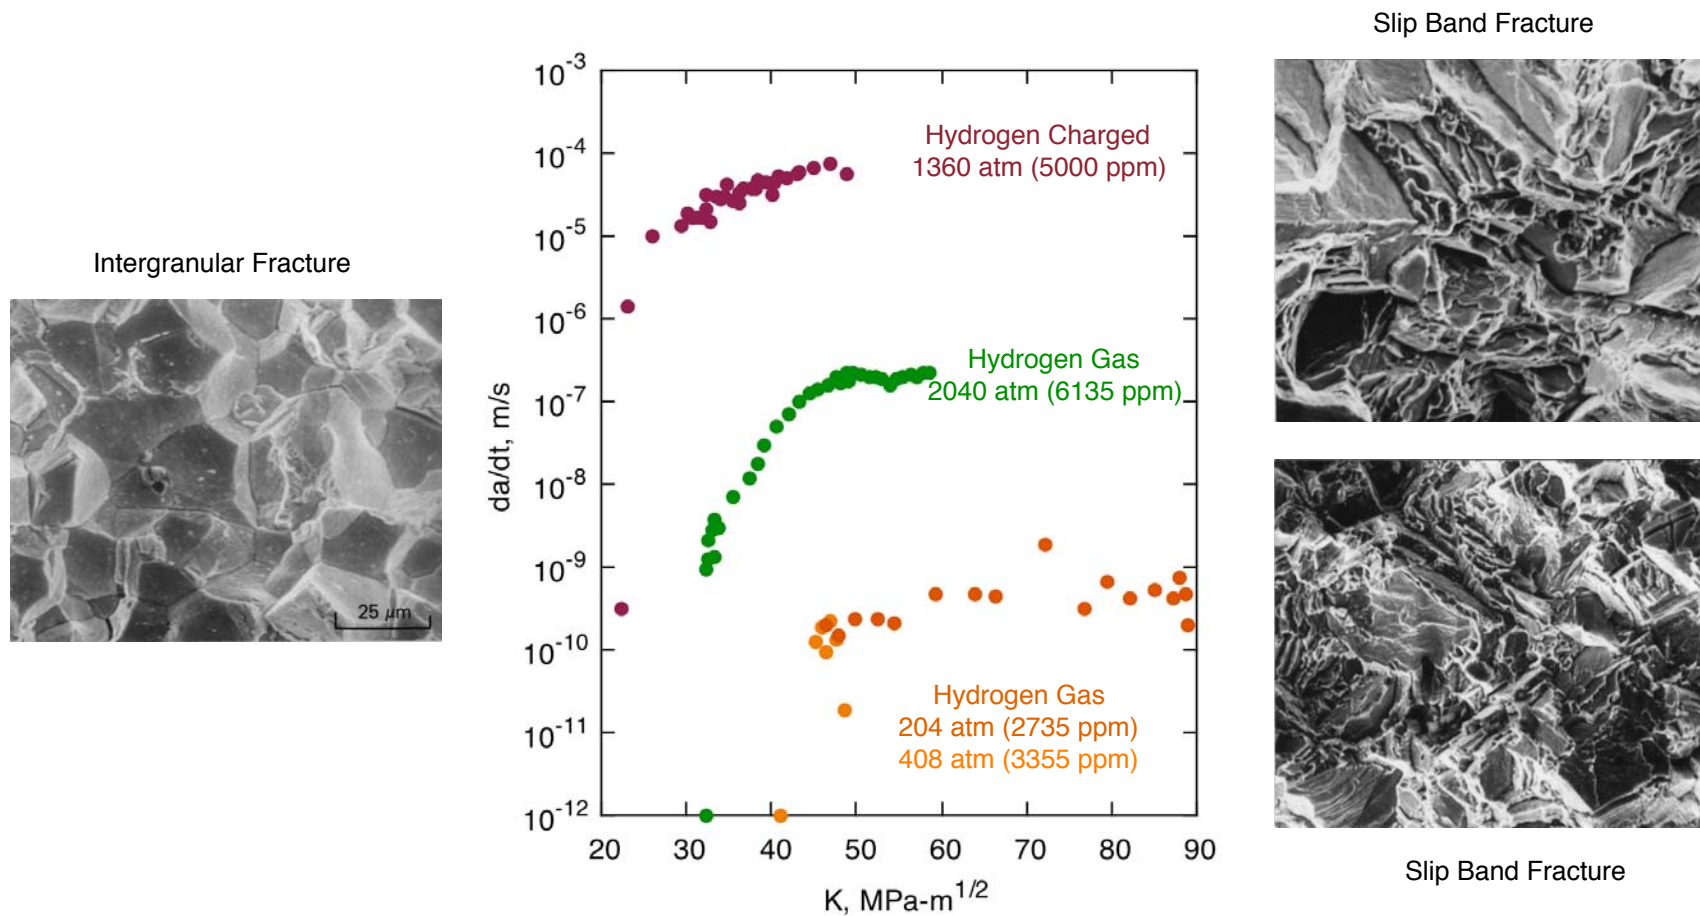 Slip Band Fracture
Intergranular Fracture
25 µm
da/dt, m/s
10-3
10-4
10-5
10-6
10-7
10-8
10-9
10-10
10-11
10-12
Hydrogen Charged
1360 atm (5000 ppm)
Hydrogen Gas
2040 atm (6135 ppm)
Hydrogen Gas
204 atm (2735 ppm)
408 atm (3355 ppm)
20 30 40 50 60 70 80 90
K, MPa-m1/2
Slip Band Fracture